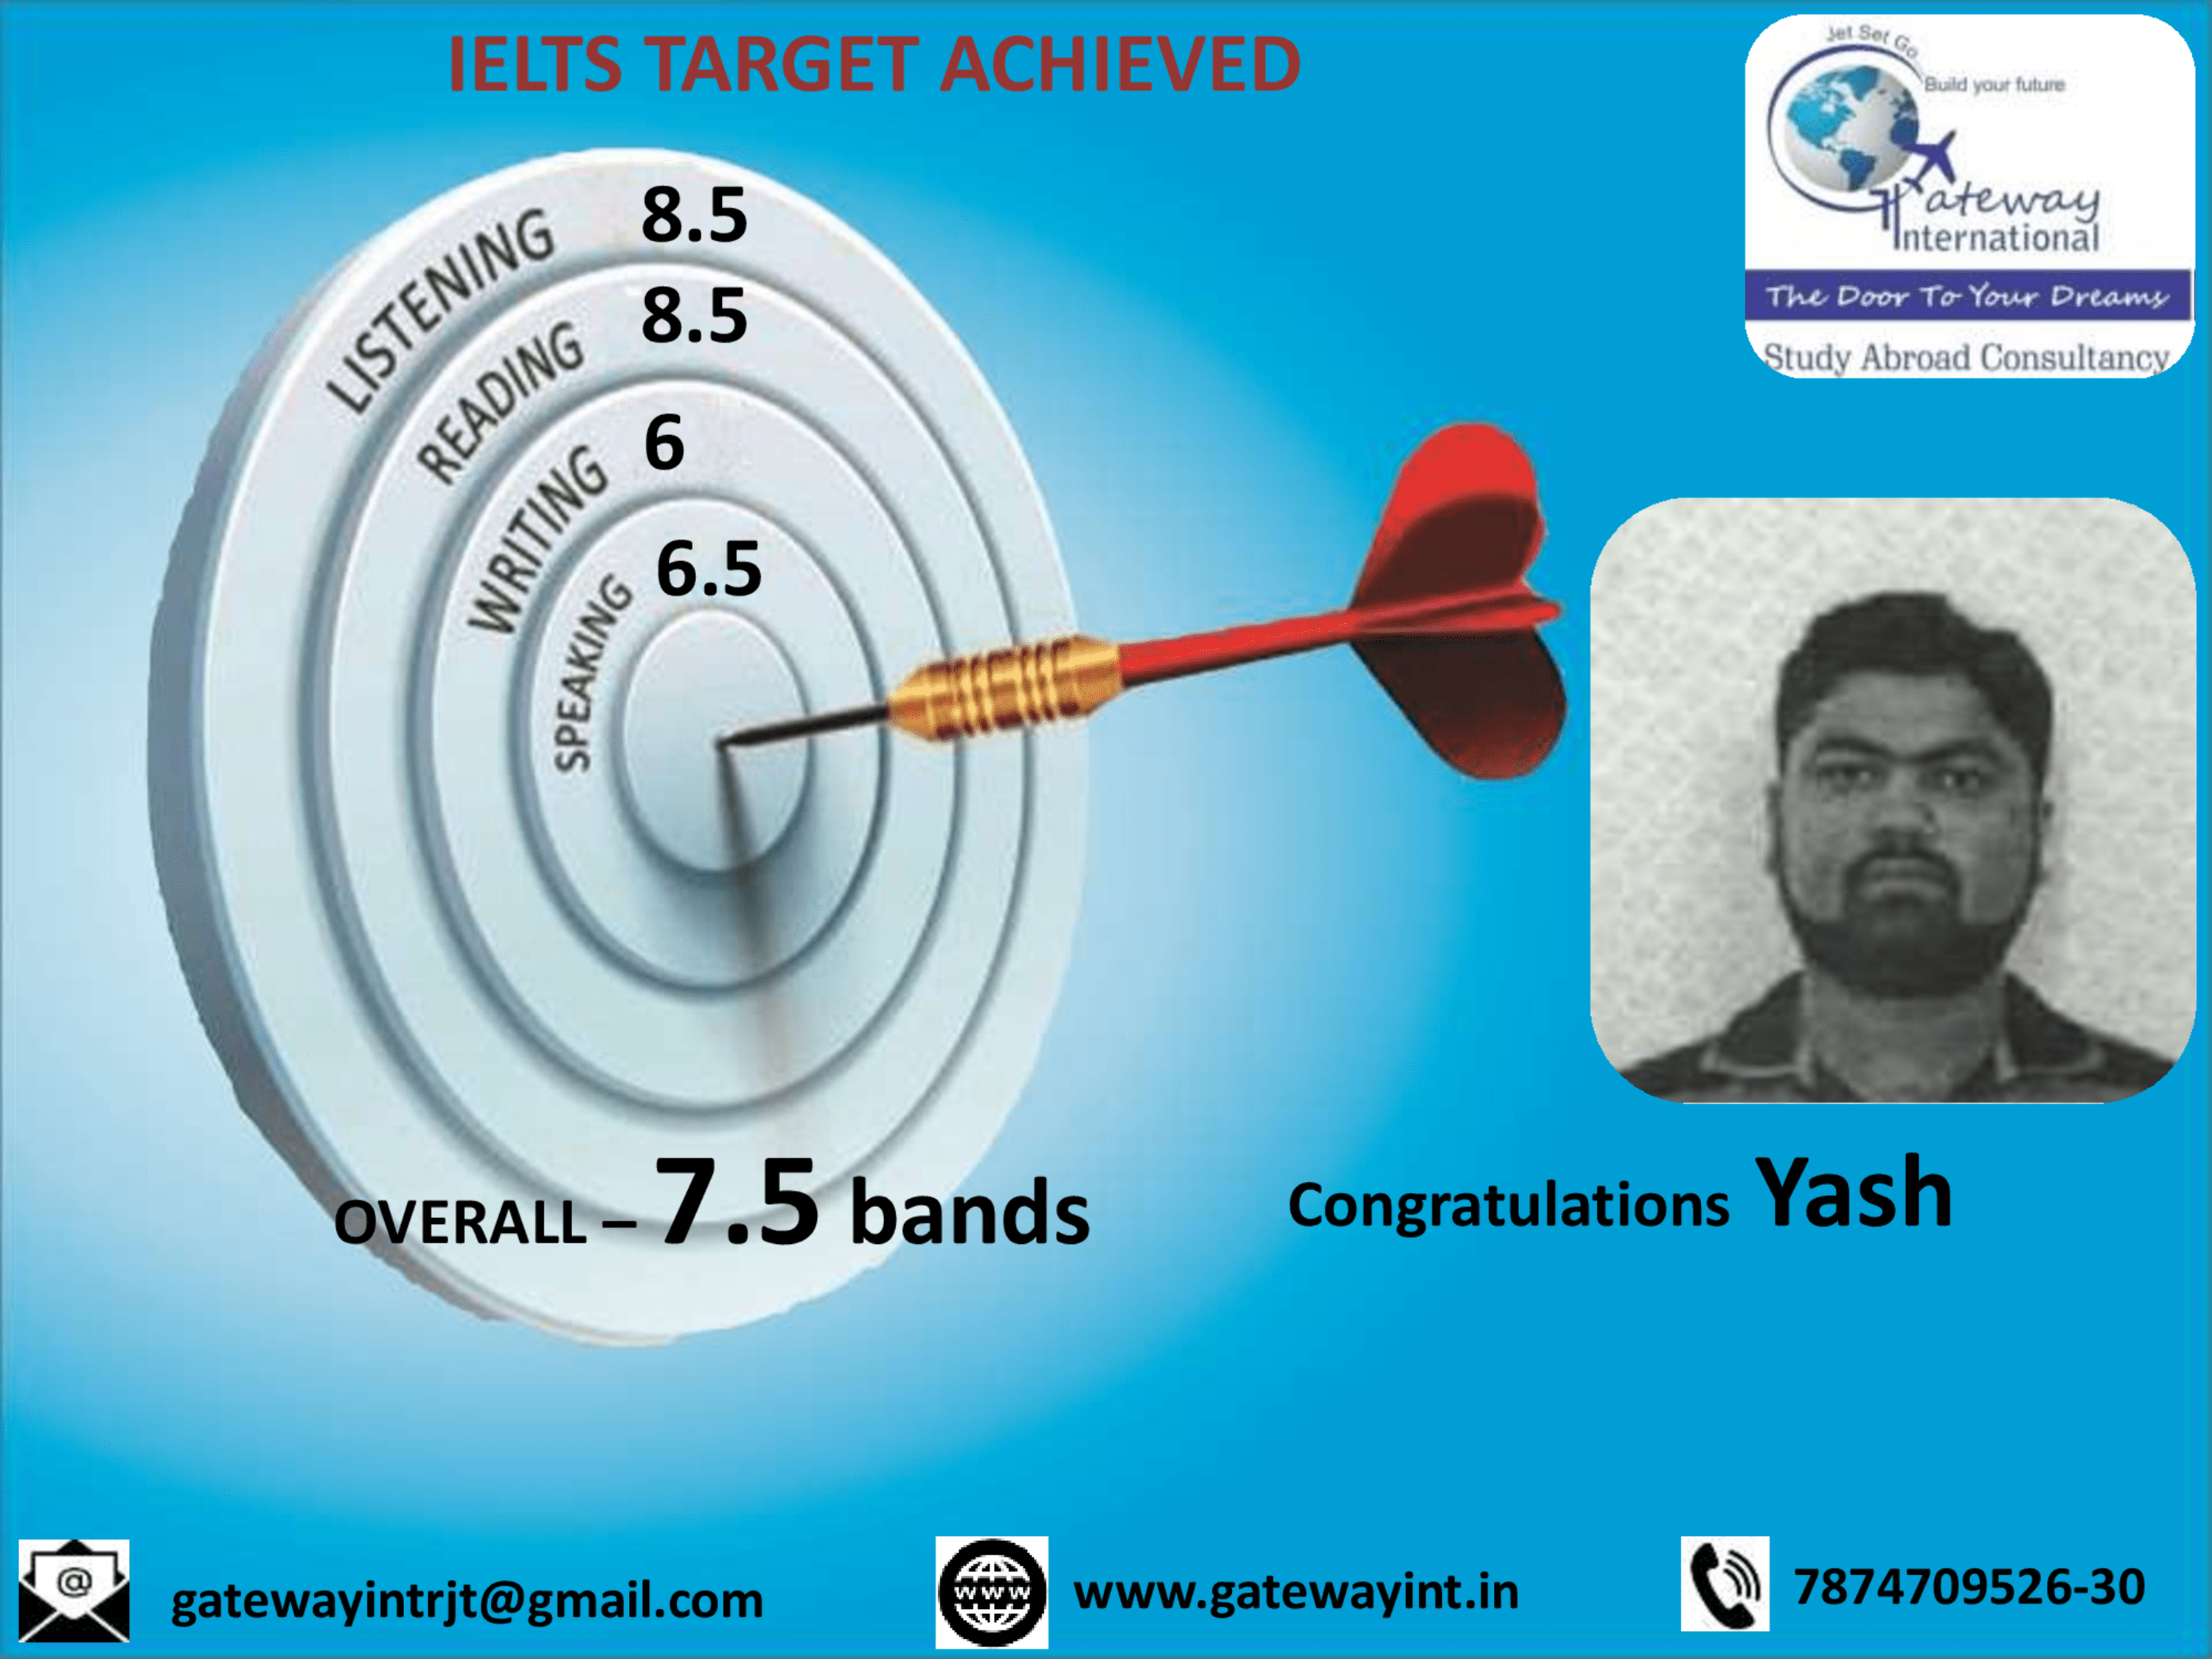 IELTS TARGET ACHIEVED
Jet Set Go
Build your future
Gateway
International
The Door To Your Dreams
Study Abroad Consultancy
LISTENING 8.5
READING 8.5
WRITING 6
SPEAKING 6.5
OVERALL – 7.5 bands
Congratulations Yash
@
gatewayintrjt@gmail.com
www
www.gatewayint.in
7874709526-30